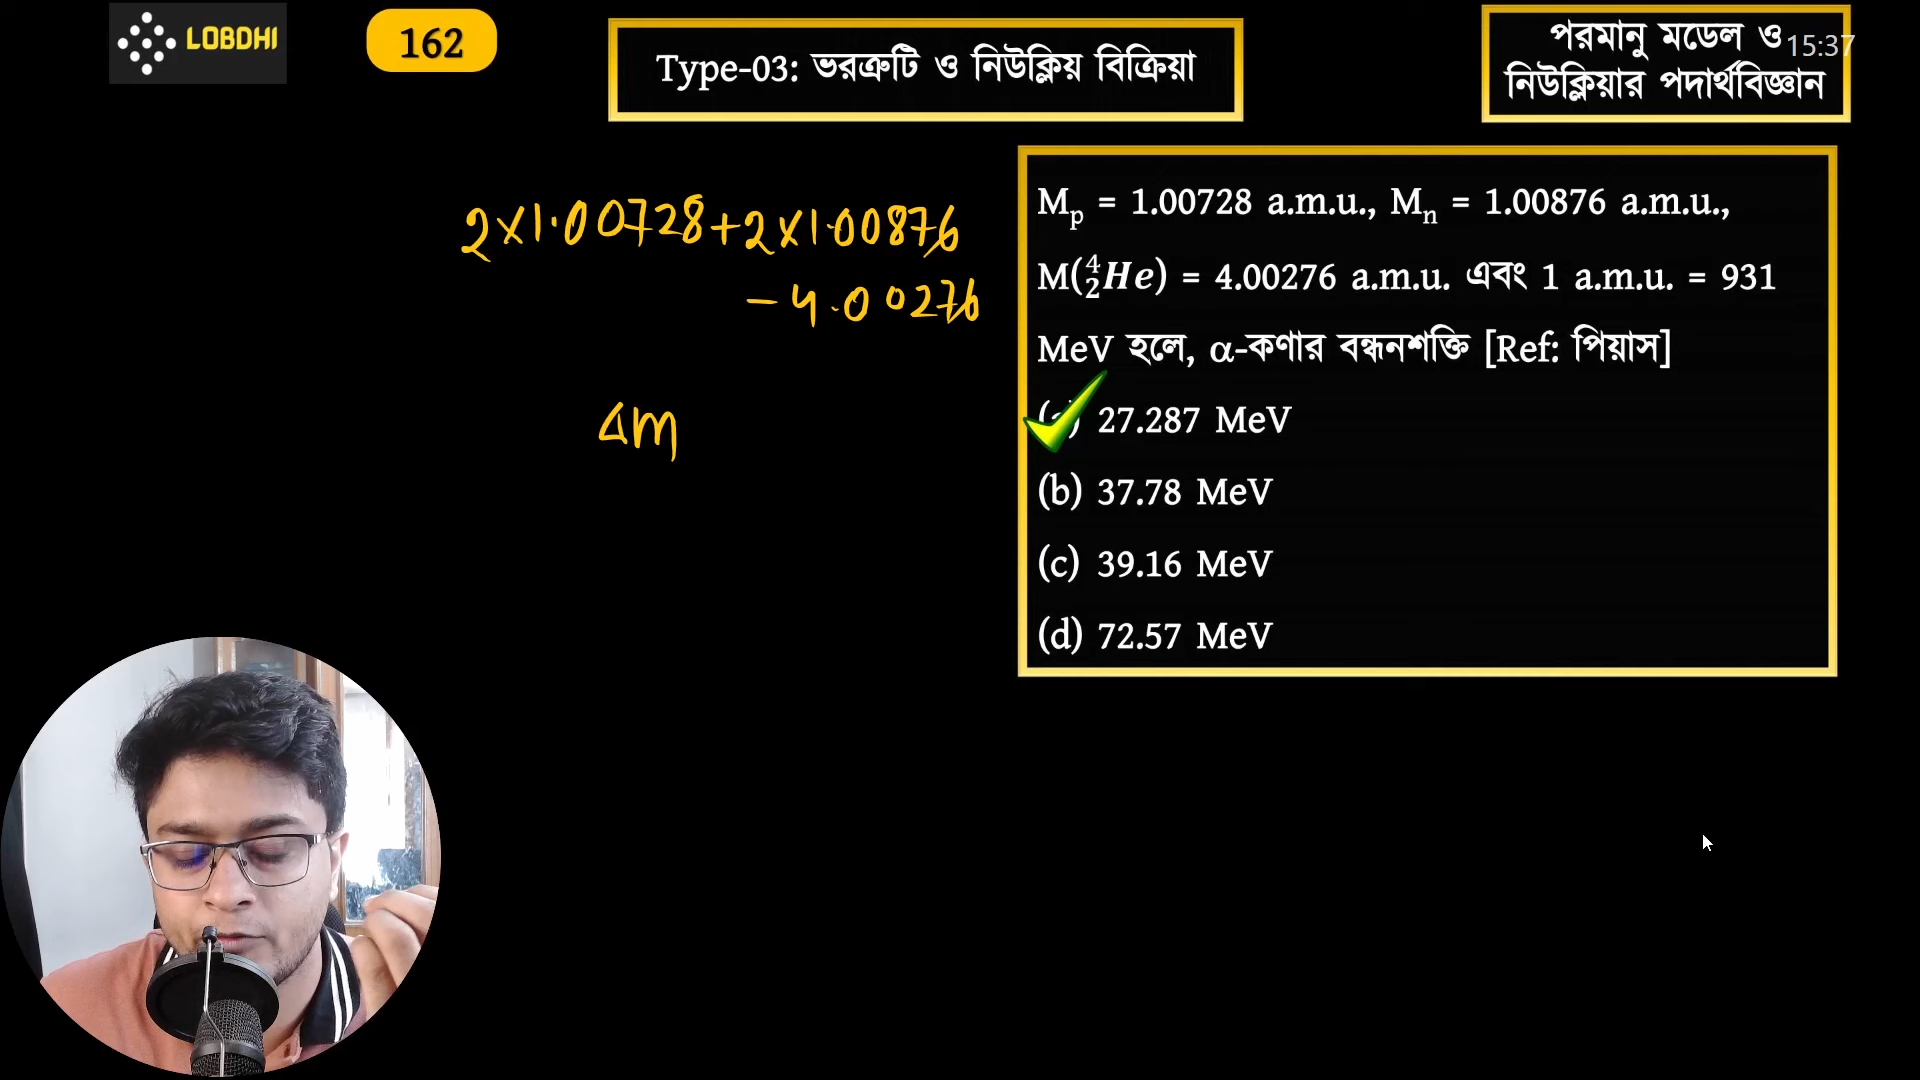 LOBDHI
162
Type-03: ভরত্রুটি ও নিউক্লিয় বিক্রিয়া
পরমানু মডেল ও
15:37
নিউক্লিয়ার পদার্থবিজ্ঞান
2×1.00728+2×1.00876
-4.00276
Δm
Mp = 1.00728 a.m.u., Mn = 1.00876 a.m.u.,
M(⁴₂He) = 4.00276 a.m.u. এবং 1 a.m.u. = 931
MeV হলে, α-কণার বন্ধনশক্তি [Ref: পিয়াস]
27.287 MeV
(b) 37.78 MeV
(c) 39.16 MeV
(d) 72.57 MeV